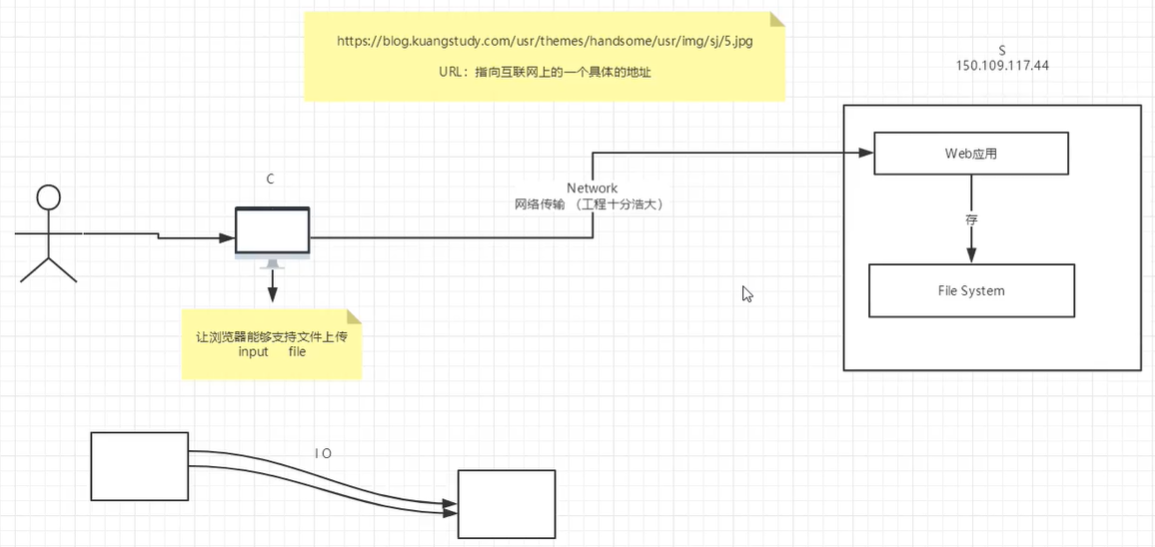 https://blog.kuangstudy.com/usr/themes/handsome/usr/img/sj/5.jpg
URL：指向互联网上的一个具体的地址
S
150.109.117.44
Web应用
C
Network
网络传输 （工程十分浩大）
存
File System
让浏览器能够支持文件上传
input file
I O